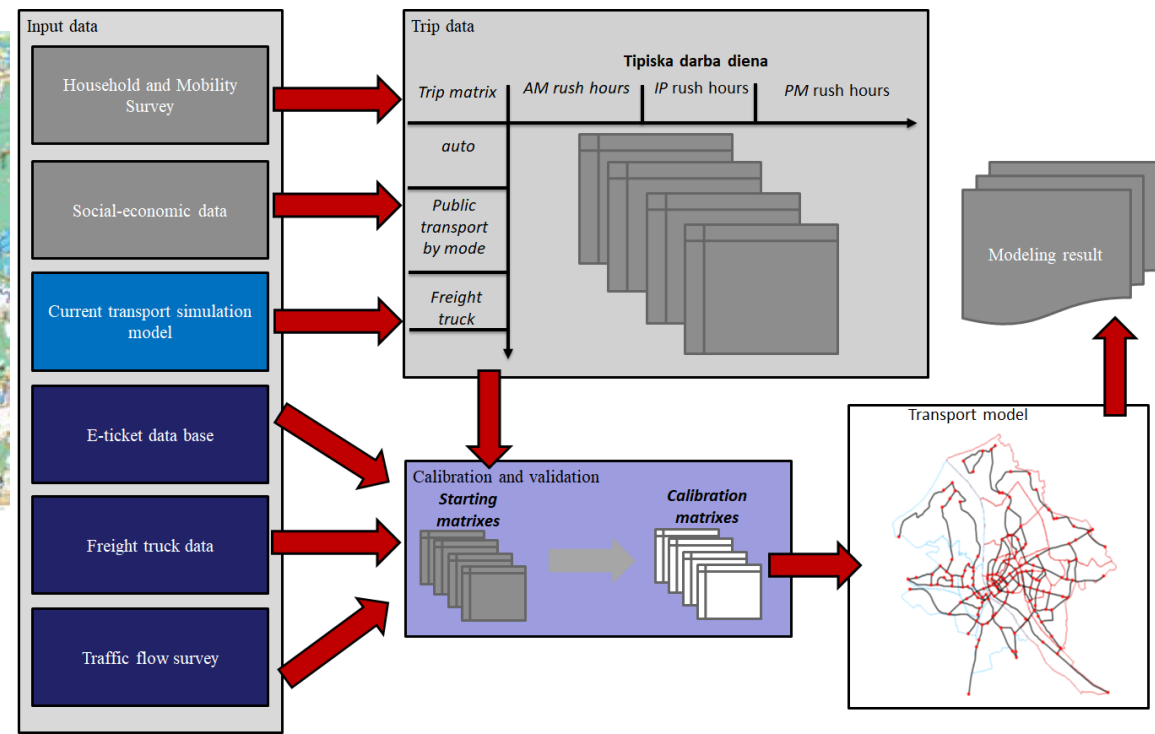 Input data
Household and Mobility
Survey
Social-economic data
Current transport simulation
model
E-ticket data base
Freight truck data
Traffic flow survey
Trip data
Tipiska darba diena
Trip matrix
AM rush hours
IP rush hours
PM rush hours
auto
Public
transport
by mode
Freight
truck
Calibration and validation
Starting
matrixes
Calibration
matrixes
Transport model
Modeling result